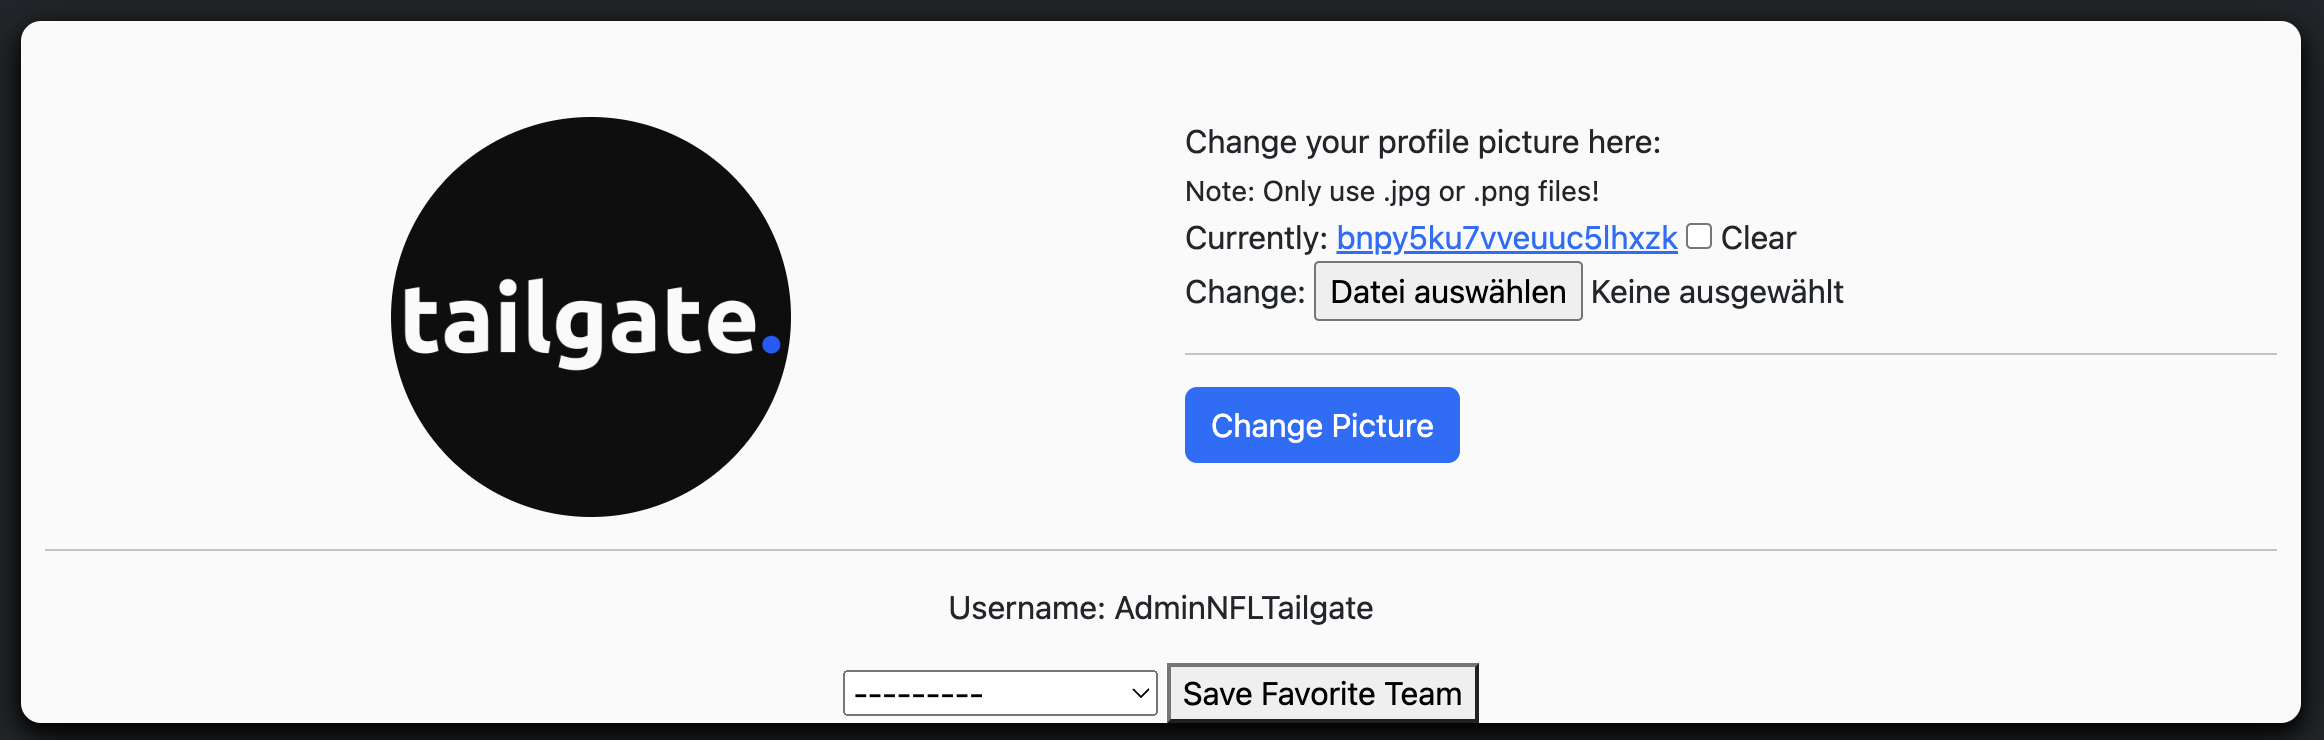 tailgate.
Change your profile picture here:
Note: Only use .jpg or .png files!
Currently: bnpy5ku7vveuuc5lhxzk Clear
Change: Datei auswählen Keine ausgewählt
Change Picture
Username: AdminNFLTailgate
--------- Save Favorite Team